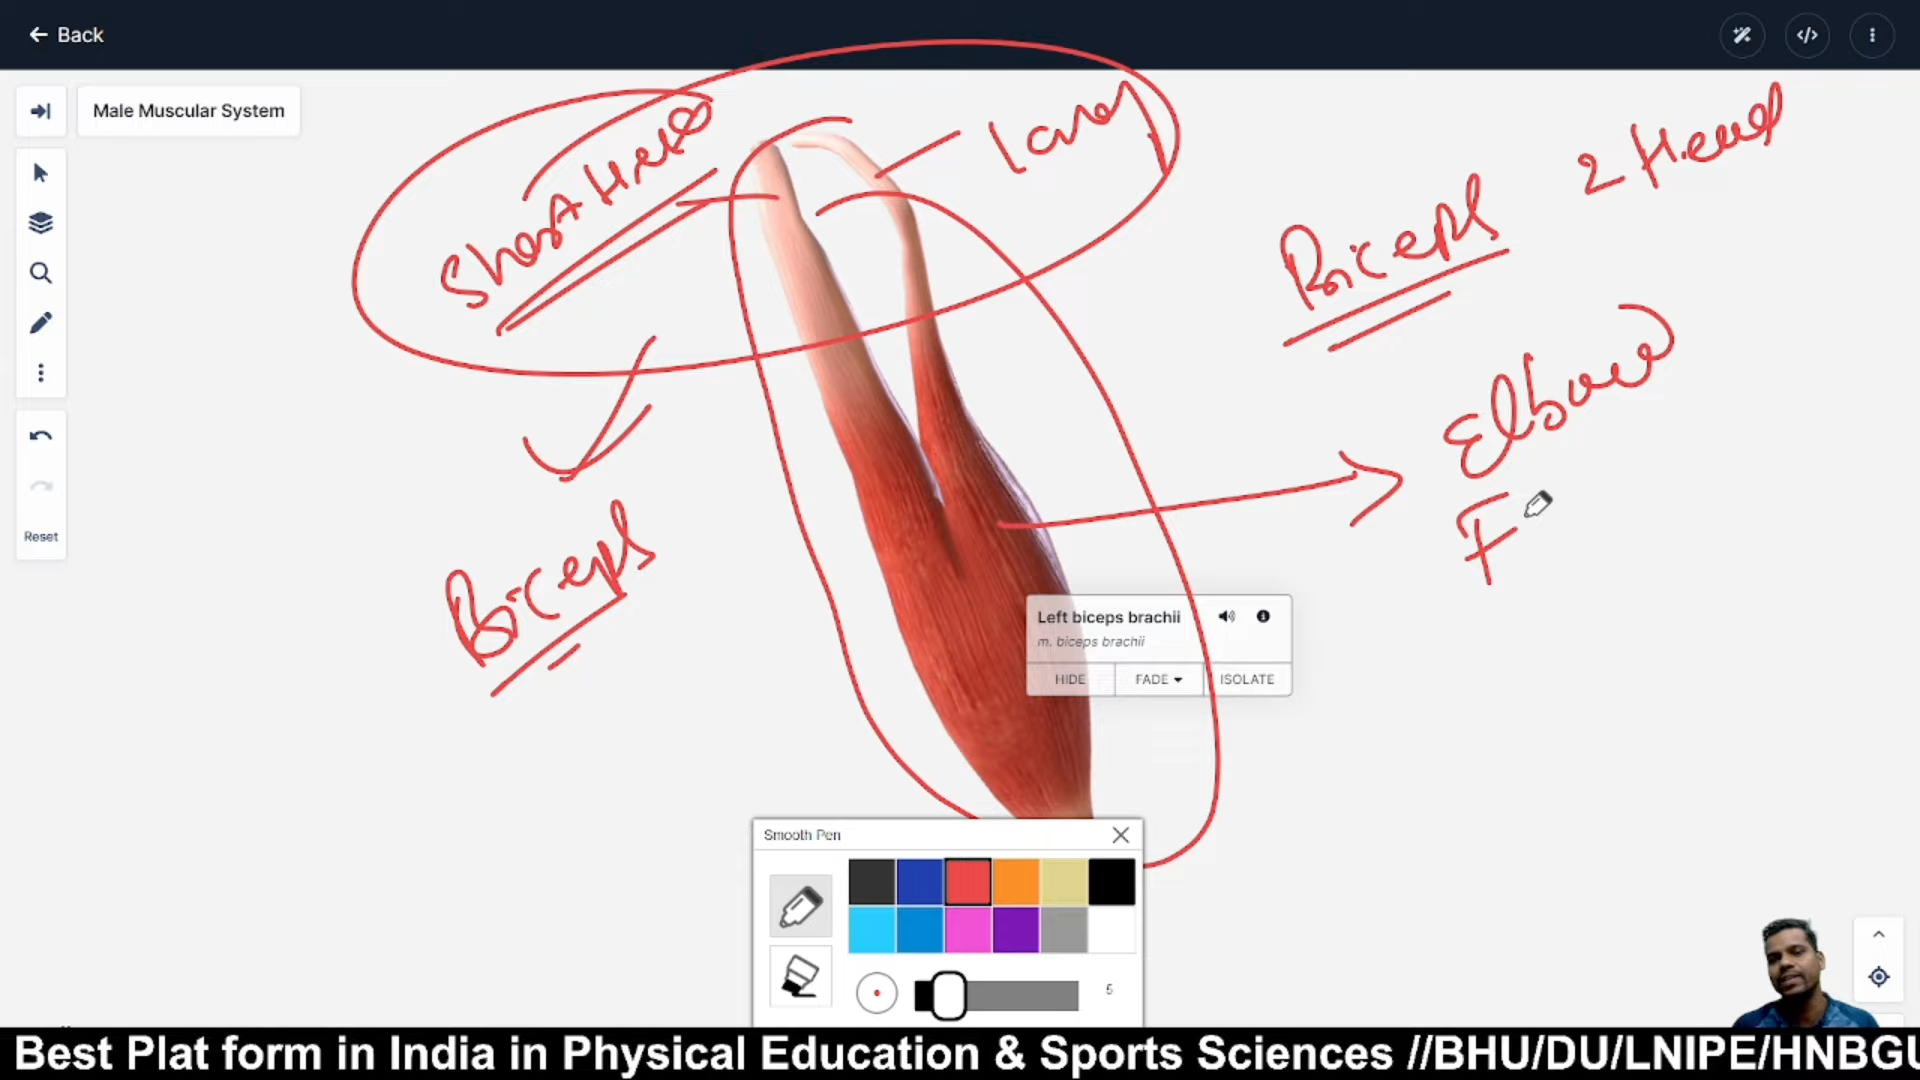 Back
Male Muscular System
Short Head
Long
2 Head
Biceps
Elbow
F
Biceps
Reset
Left biceps brachii
m. biceps brachii
HIDE FADE ISOLATE
Smooth Pen
5
Best Plat form in India in Physical Education & Sports Sciences //BHU/DU/LNIPE/HNBGU